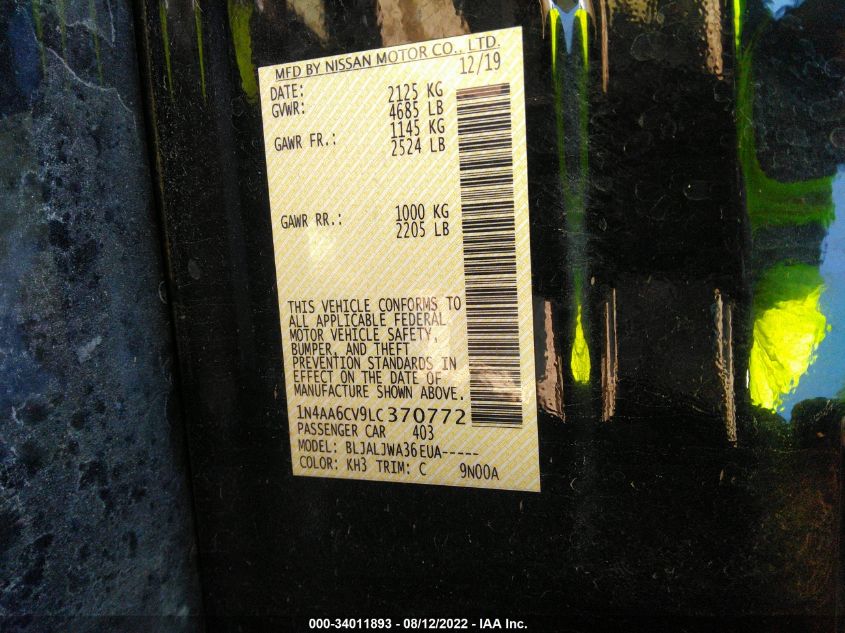 MFD BY NISSAN MOTOR CO., LTD.
DATE: 12/19
GVWR: 2125 KG
4685 LB
GAWR FR.: 1145 KG
2524 LB
GAWR RR.: 1000 KG
2205 LB
THIS VEHICLE CONFORMS TO
ALL APPLICABLE FEDERAL
MOTOR VEHICLE SAFETY,
BUMPER, AND THEFT
PREVENTION STANDARDS IN
EFFECT ON THE DATE OF
MANUFACTURE SHOWN ABOVE.
1N4AA6CV9LC370772
PASSENGER CAR 403
MODEL: BLJALJWA36EUA-----
COLOR: KH3 TRIM: C 9N00A
000-34011893 - 08/12/2022 - IAA Inc.